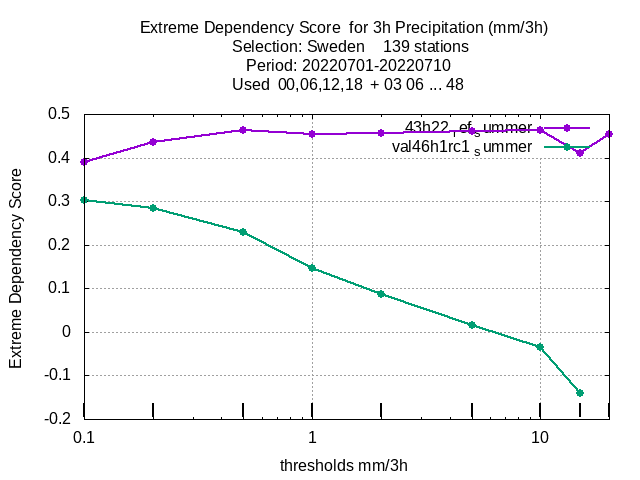 Extreme Dependency Score for 3h Precipitation (mm/3h)
Selection: Sweden 139 stations
Period: 20220701-20220710
Used 00,06,12,18 + 03 06 ... 48
43h22_ref_summer
val46h1rc1_summer
Extreme Dependency Score
0.5
0.4
0.3
0.2
0.1
0
-0.1
-0.2
0.1 1 10
thresholds mm/3h